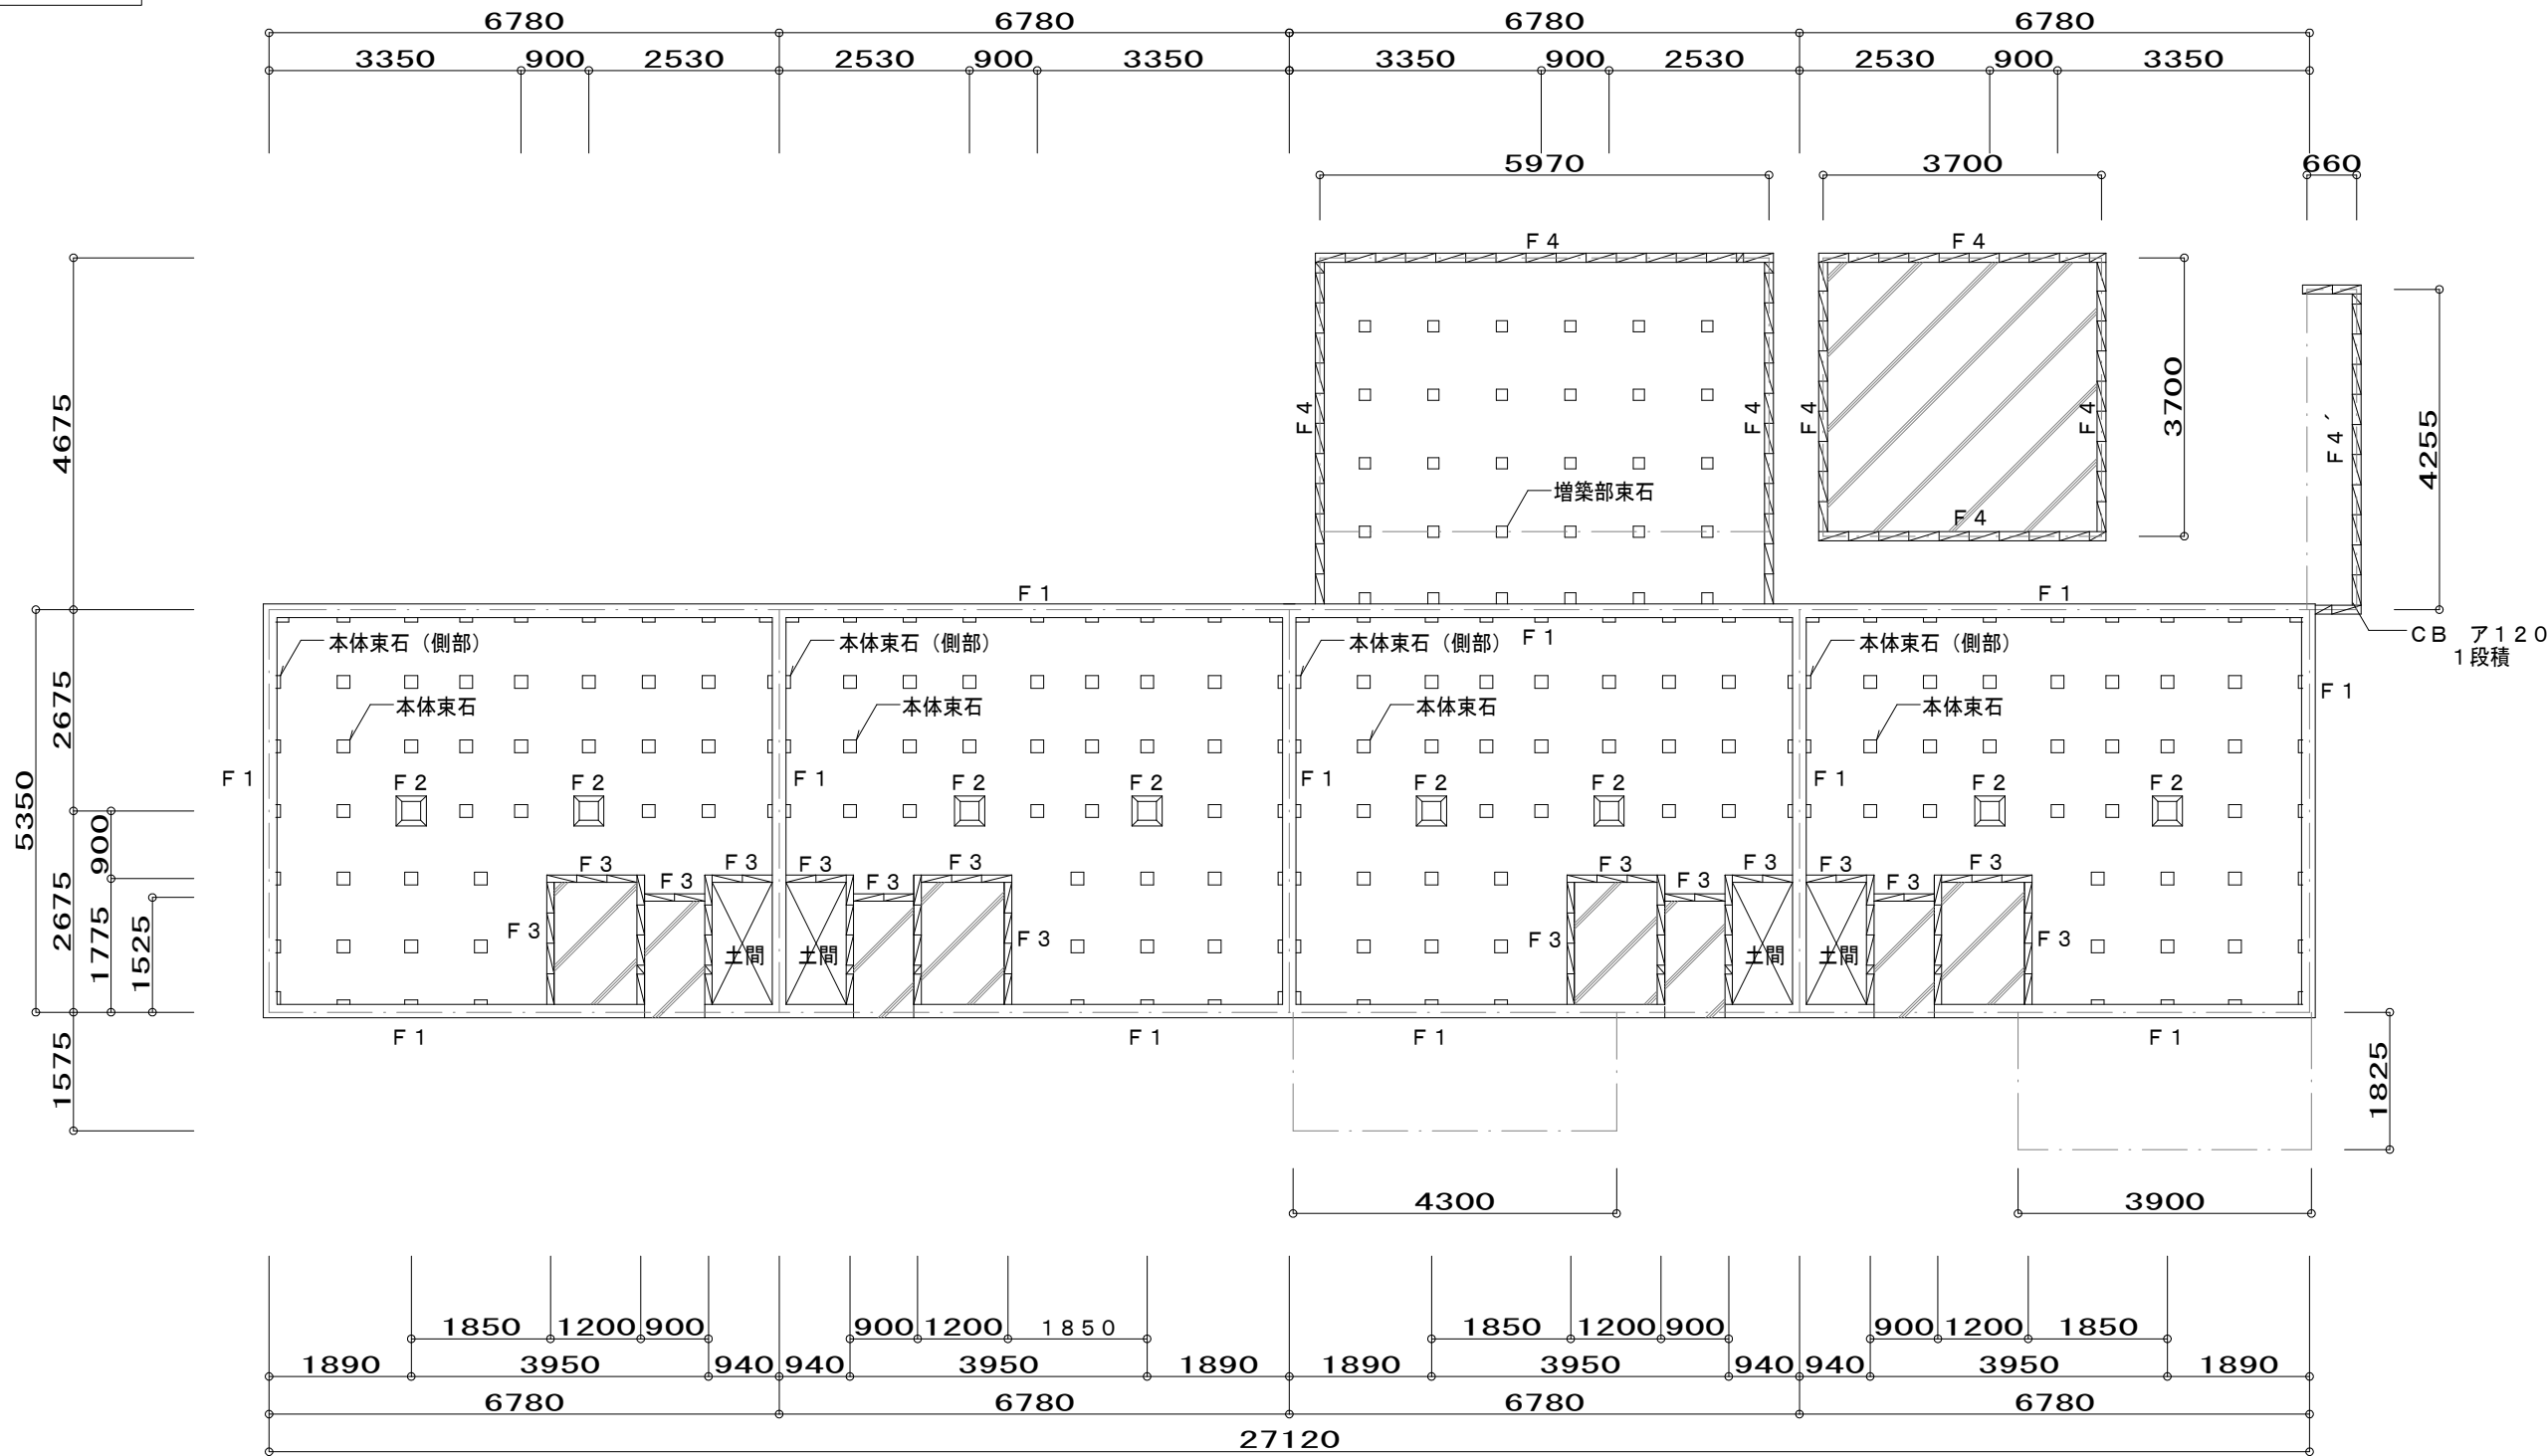 6780 6780 6780 6780
3350 900 2530 2530 900 3350 3350 900 2530 2530 900 3350
5970 3700 660
F4 F4
4675 F4 F4 F4 F4 3700 F4´ 4255
増築部束石 F4
F1 F1
本体束石（側部） 本体束石（側部） 本体束石（側部） F1 本体束石（側部） CB ア120
1段積
2675 F1
本体束石 本体束石 本体束石 本体束石
5350 F1 F2 F2 F1 F2 F2 F1 F2 F2 F1 F2 F2
900
F3 F3 F3 F3 F3 F3 F3 F3 F3 F3 F3 F3
2675 1775 1525 F3 F3 F3 F3
土間 土間 土間 土間
F1 F1 F1 F1
1575 1825
4300 3900
1850 1200 900 900 1200 1850 1850 1200 900 900 1200 1850
1890 3950 940 940 3950 1890 1890 3950 940 940 3950 1890
6780 6780 6780 6780
27120